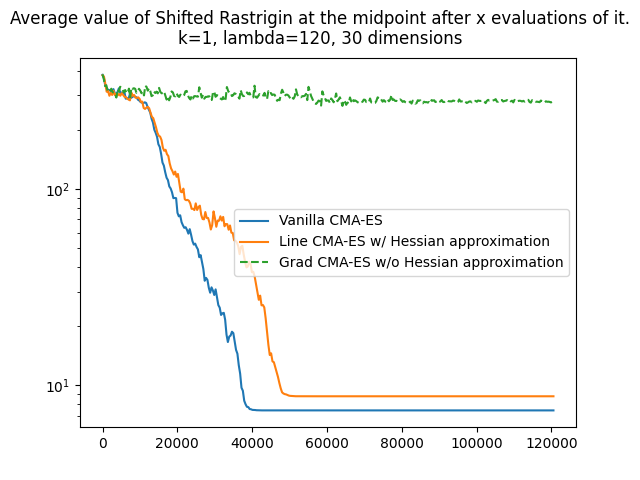 Average value of Shifted Rastrigin at the midpoint after x evaluations of it.
k=1, lambda=120, 30 dimensions
10²
Vanilla CMA-ES
Line CMA-ES w/ Hessian approximation
Grad CMA-ES w/o Hessian approximation
10¹
0 20000 40000 60000 80000 100000 120000